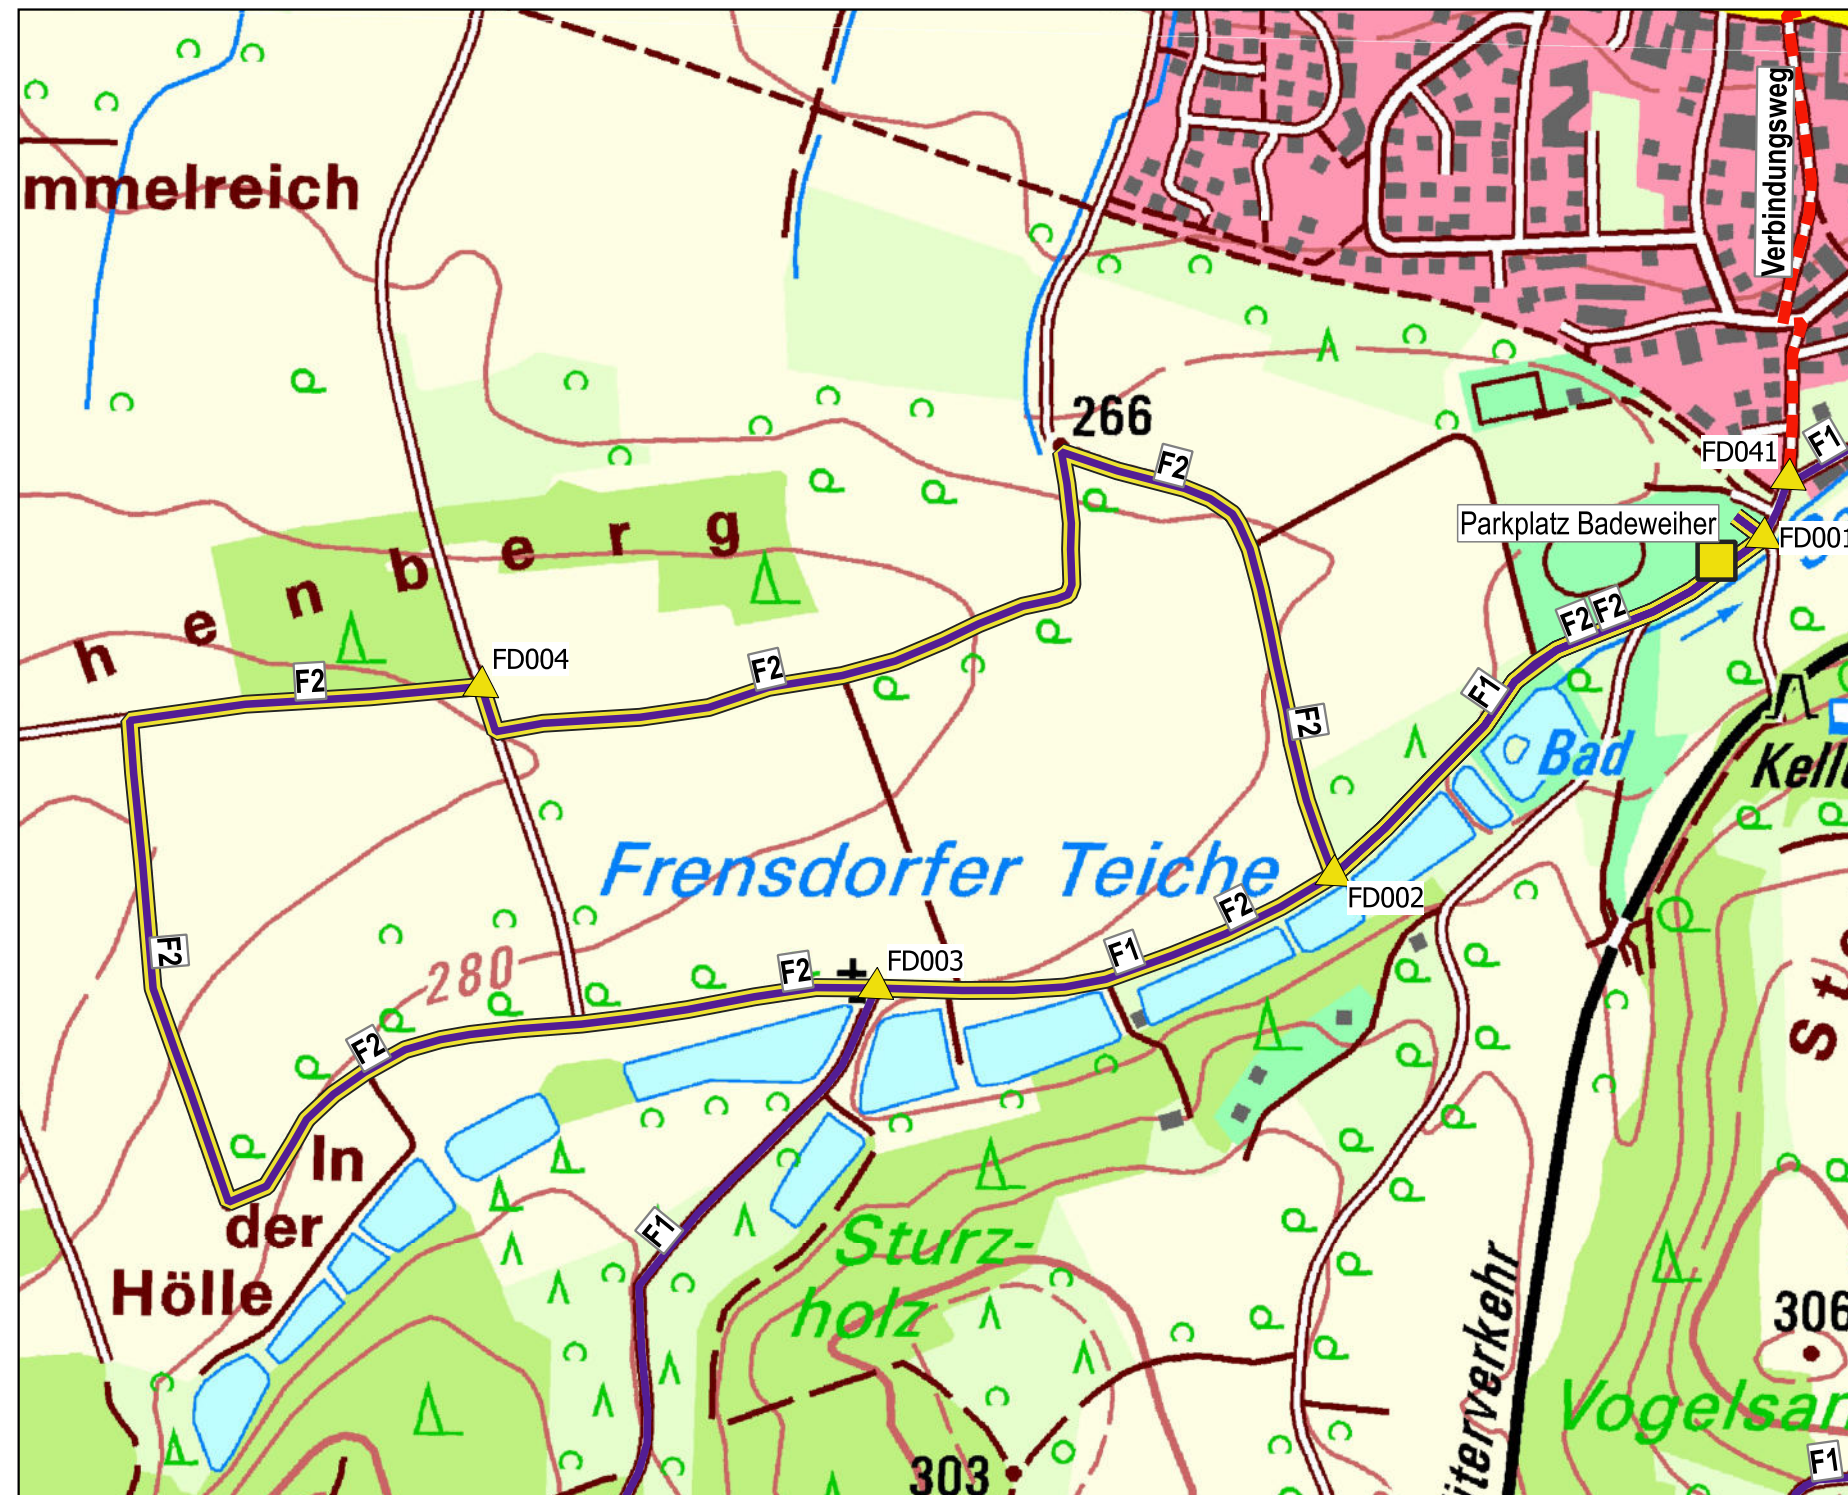 Verbindungsweg
mmelreich
266
F2
FD041
F1
Parkplatz Badeweiher
FD001
henberg
F2
F2
FD004
F2
F2
F1
F2
Bad
Kell
Frensdorfer Teiche
FD002
F2
F2
F1
F2
FD003
280
F2
St
In
der
Hölle
F1
Sturz-
holz
iterverkehr
306
Vogelsan
303
F1